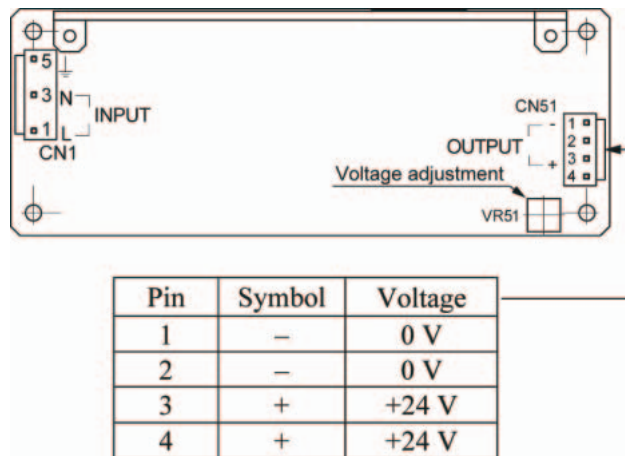 5
3 N
INPUT
1 L
CN1
CN51
OUTPUT
- 1
2
3
+ 4
Voltage adjustment
VR51
Pin Symbol Voltage
1 – 0 V
2 – 0 V
3 + +24 V
4 + +24 V